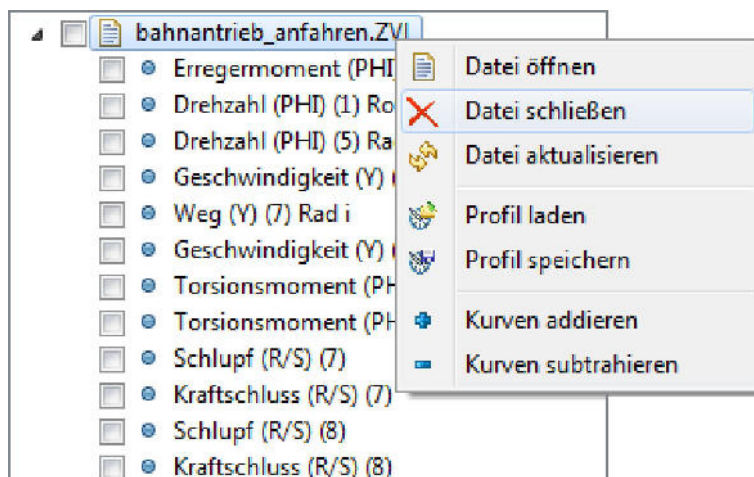 bahnantrieb_anfahren.ZVI
Erregermoment (PHI)
Drehzahl (PHI) (1) Ro
Drehzahl (PHI) (5) Ra
Geschwindigkeit (Y) (
Weg (Y) (7) Rad i
Geschwindigkeit (Y) (
Torsionsmoment (PH
Torsionsmoment (PH
Schlupf (R/S) (7)
Kraftschluss (R/S) (7)
Schlupf (R/S) (8)
Kraftschluss (R/S) (8)
Datei öffnen
Datei schließen
Datei aktualisieren
Profil laden
Profil speichern
Kurven addieren
Kurven subtrahieren